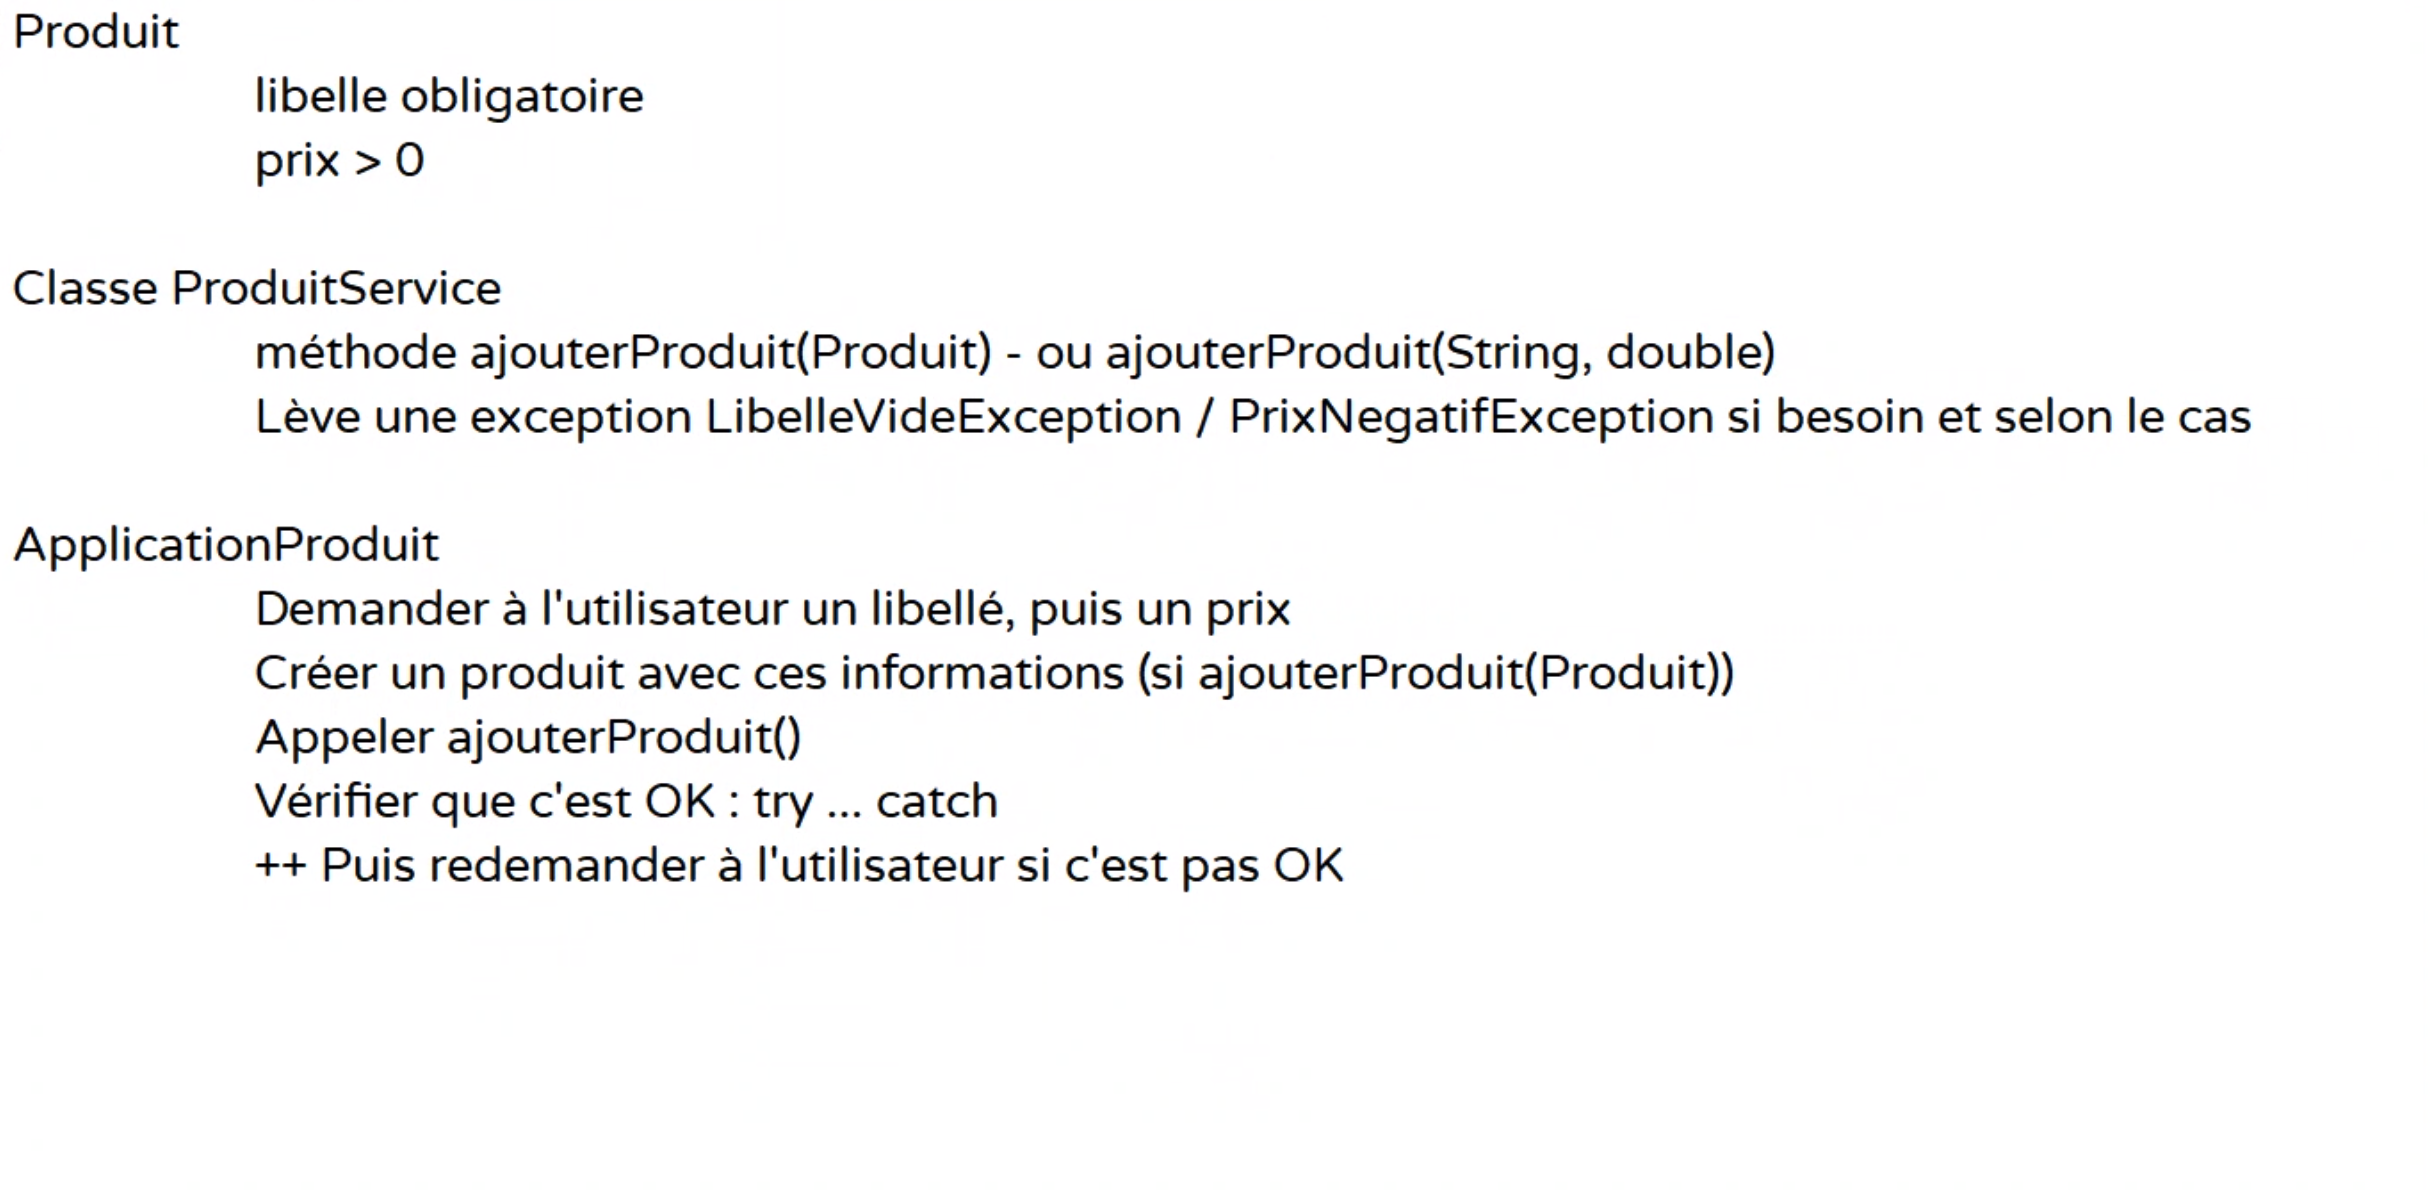 Produit
libelle obligatoire
prix > 0
Classe ProduitService
méthode ajouterProduit(Produit) - ou ajouterProduit(String, double)
Lève une exception LibelleVideException / PrixNegatifException si besoin et selon le cas
ApplicationProduit
Demander à l'utilisateur un libellé, puis un prix
Créer un produit avec ces informations (si ajouterProduit(Produit))
Appeler ajouterProduit()
Vérifier que c'est OK : try ... catch
++ Puis redemander à l'utilisateur si c'est pas OK